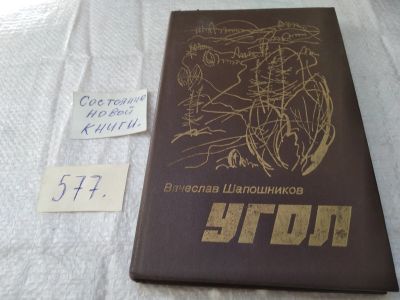 Состояние
новой
книги.
577.
Вячеслав Шапошников
УГОЛ